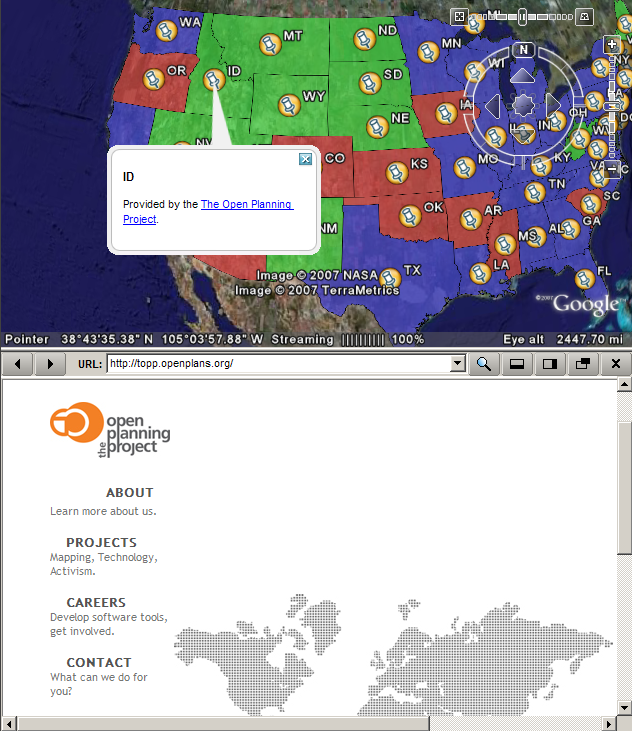 WA
MT
ND
MN
MI
OR
ID
SD
WI
WY
N
IA
NE
NV
IL
IN
OH
CO
KS
MO
KY
WV
VA
NM
OK
AR
TN
SC
MS
AL
GA
TX
LA
FL
ID
Provided by the The Open Planning
Project.
Image © 2007 NASA
Image © 2007 TerraMetrics
©2007 Google
Pointer 38°43'35.38" N 105°03'57.88" W Streaming |||||||||| 100% Eye alt 2447.70 mi
URL: http://topp.openplans.org/
open
planning
the project
ABOUT
Learn more about us.
PROJECTS
Mapping, Technology,
Activism.
CAREERS
Develop software tools,
get involved.
CONTACT
What can we do for
you?